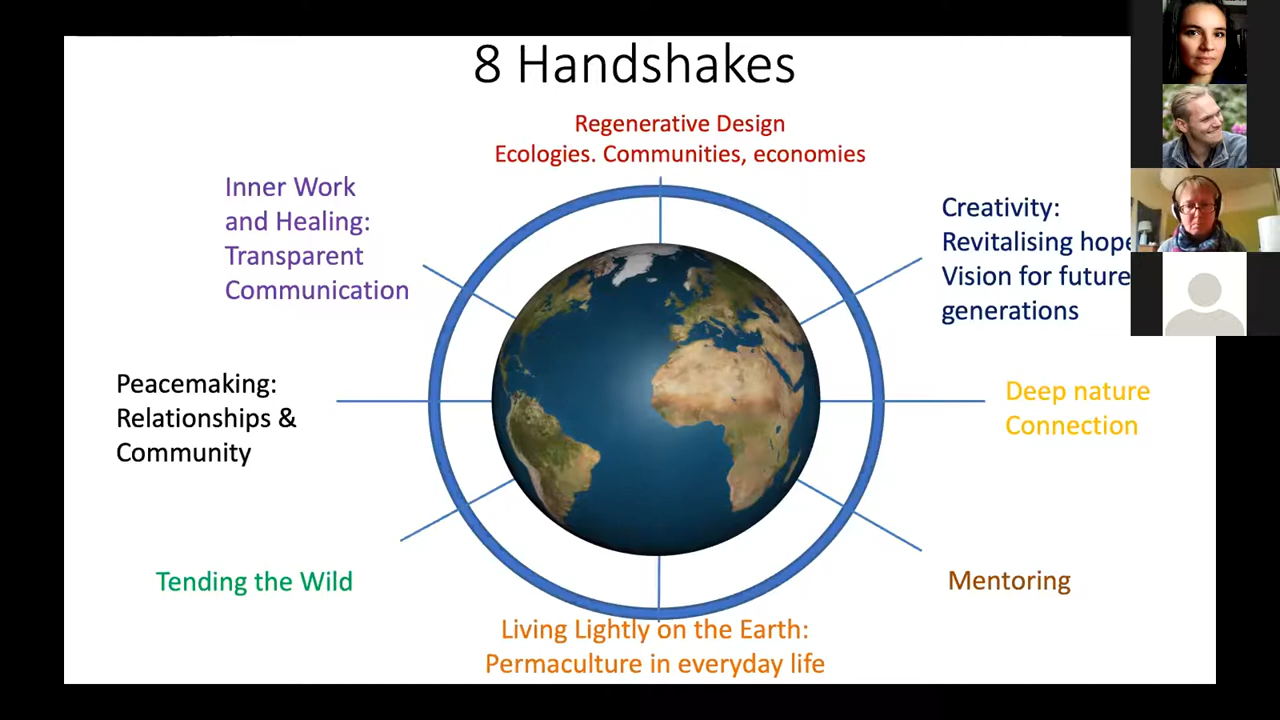 8 Handshakes
Regenerative Design
Ecologies. Communities, economies
Inner Work
and Healing:
Transparent
Communication
Creativity:
Revitalising hope
Vision for future
generations
Peacemaking:
Relationships &
Community
Deep nature
Connection
Tending the Wild
Mentoring
Living Lightly on the Earth:
Permaculture in everyday life